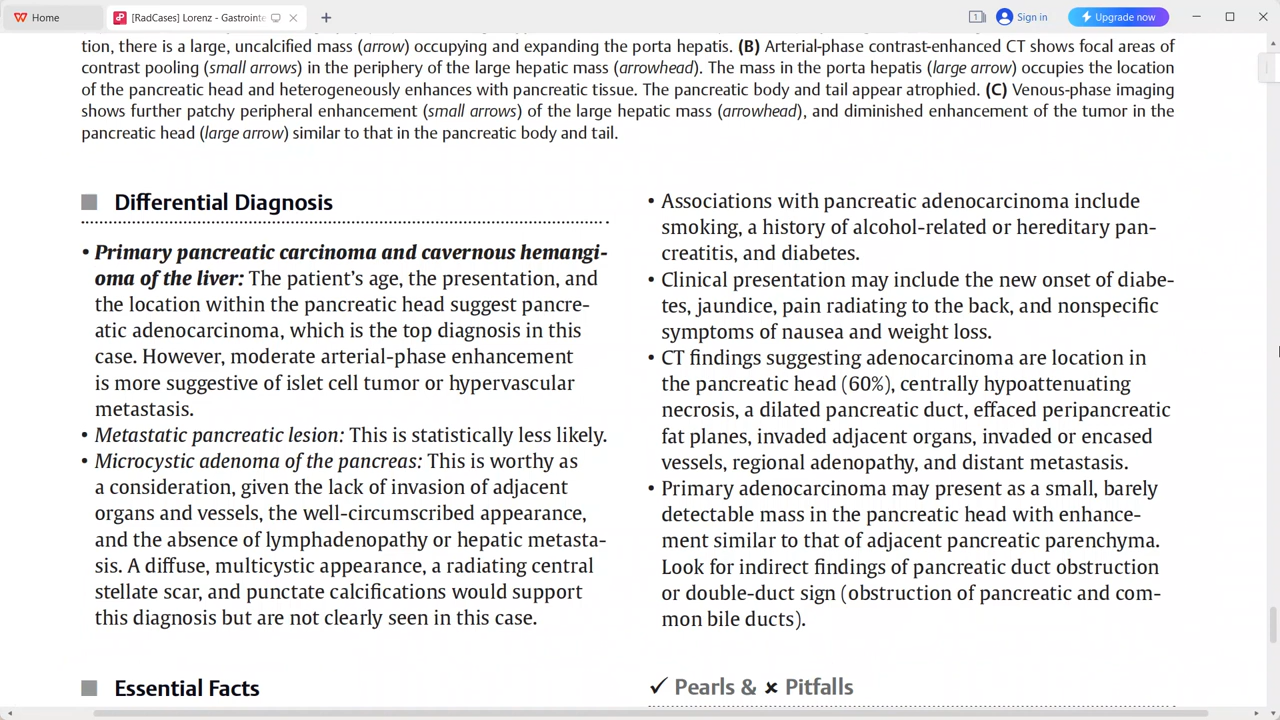 Home
[RadCases] Lorenz - Gastrointe
Sign in
Upgrade now
tion, there is a large, uncalcified mass (arrow) occupying and expanding the porta hepatis. (B) Arterial-phase contrast-enhanced CT shows focal areas of
contrast pooling (small arrows) in the periphery of the large hepatic mass (arrowhead). The mass in the porta hepatis (large arrow) occupies the location
of the pancreatic head and heterogeneously enhances with pancreatic tissue. The pancreatic body and tail appear atrophied. (C) Venous-phase imaging
shows further patchy peripheral enhancement (small arrows) of the large hepatic mass (arrowhead), and diminished enhancement of the tumor in the
pancreatic head (large arrow) similar to that in the pancreatic body and tail.
Differential Diagnosis
• Primary pancreatic carcinoma and cavernous hemangi-
oma of the liver: The patient's age, the presentation, and
the location within the pancreatic head suggest pancre-
atic adenocarcinoma, which is the top diagnosis in this
case. However, moderate arterial-phase enhancement
is more suggestive of islet cell tumor or hypervascular
metastasis.
• Metastatic pancreatic lesion: This is statistically less likely.
• Microcystic adenoma of the pancreas: This is worthy as
a consideration, given the lack of invasion of adjacent
organs and vessels, the well-circumscribed appearance,
and the absence of lymphadenopathy or hepatic metasta-
sis. A diffuse, multicystic appearance, a radiating central
stellate scar, and punctate calcifications would support
this diagnosis but are not clearly seen in this case.
Essential Facts
• Associations with pancreatic adenocarcinoma include
smoking, a history of alcohol-related or hereditary pan-
creatitis, and diabetes.
• Clinical presentation may include the new onset of diabe-
tes, jaundice, pain radiating to the back, and nonspecific
symptoms of nausea and weight loss.
• CT findings suggesting adenocarcinoma are location in
the pancreatic head (60%), centrally hypoattenuating
necrosis, a dilated pancreatic duct, effaced peripancreatic
fat planes, invaded adjacent organs, invaded or encased
vessels, regional adenopathy, and distant metastasis.
• Primary adenocarcinoma may present as a small, barely
detectable mass in the pancreatic head with enhance-
ment similar to that of adjacent pancreatic parenchyma.
Look for indirect findings of pancreatic duct obstruction
or double-duct sign (obstruction of pancreatic and com-
mon bile ducts).
✓ Pearls & ✗ Pitfalls